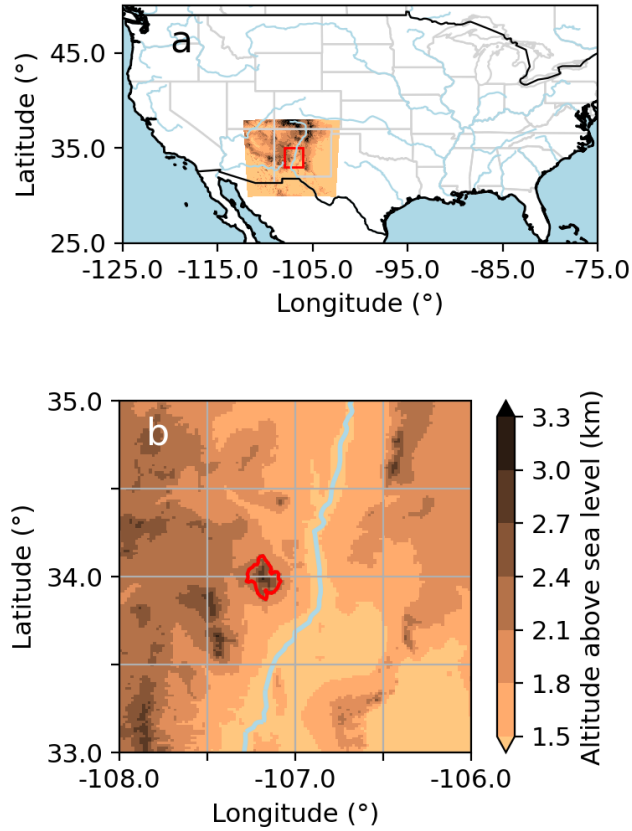 a
Latitude (°)
45.0
35.0
25.0
-125.0 -115.0 -105.0 -95.0 -85.0 -75.0
Longitude (°)
b
Latitude (°)
35.0
34.0
33.0
-108.0 -107.0 -106.0
Longitude (°)
3.3
3.0
2.7
2.4
2.1
1.8
1.5
Altitude above sea level (km)